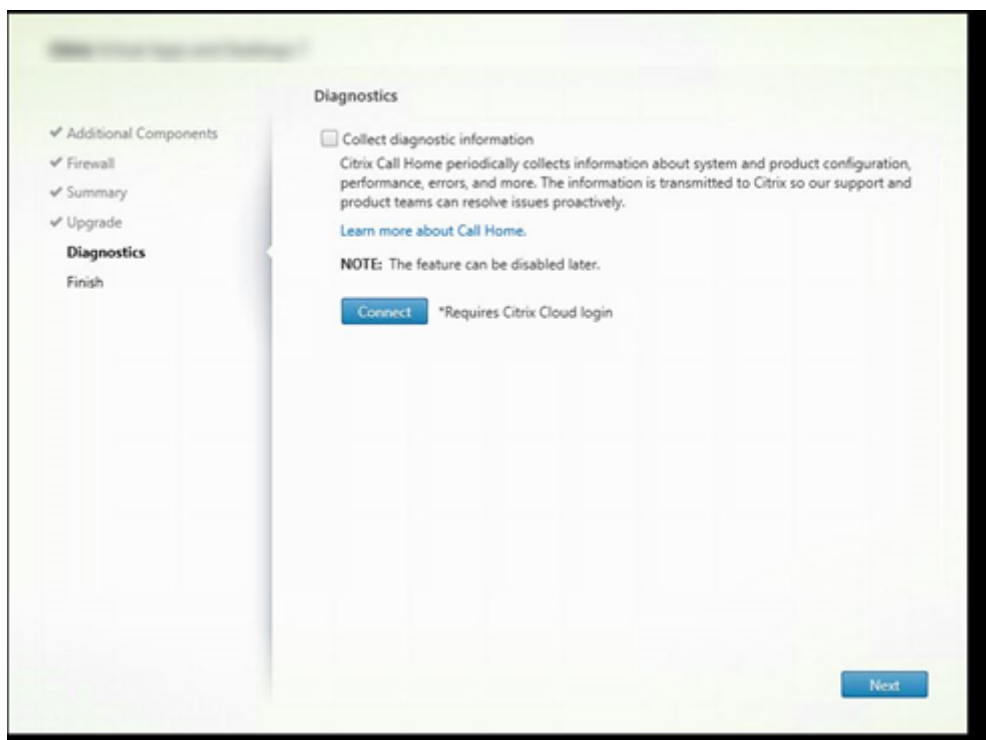 Diagnostics
✔ Additional Components
✔ Firewall
✔ Summary
✔ Upgrade
Diagnostics
Finish
Collect diagnostic information
Citrix Call Home periodically collects information about system and product configuration,
performance, errors, and more. The information is transmitted to Citrix so our support and
product teams can resolve issues proactively.
Learn more about Call Home.
NOTE: The feature can be disabled later.
Connect *Requires Citrix Cloud login
Next